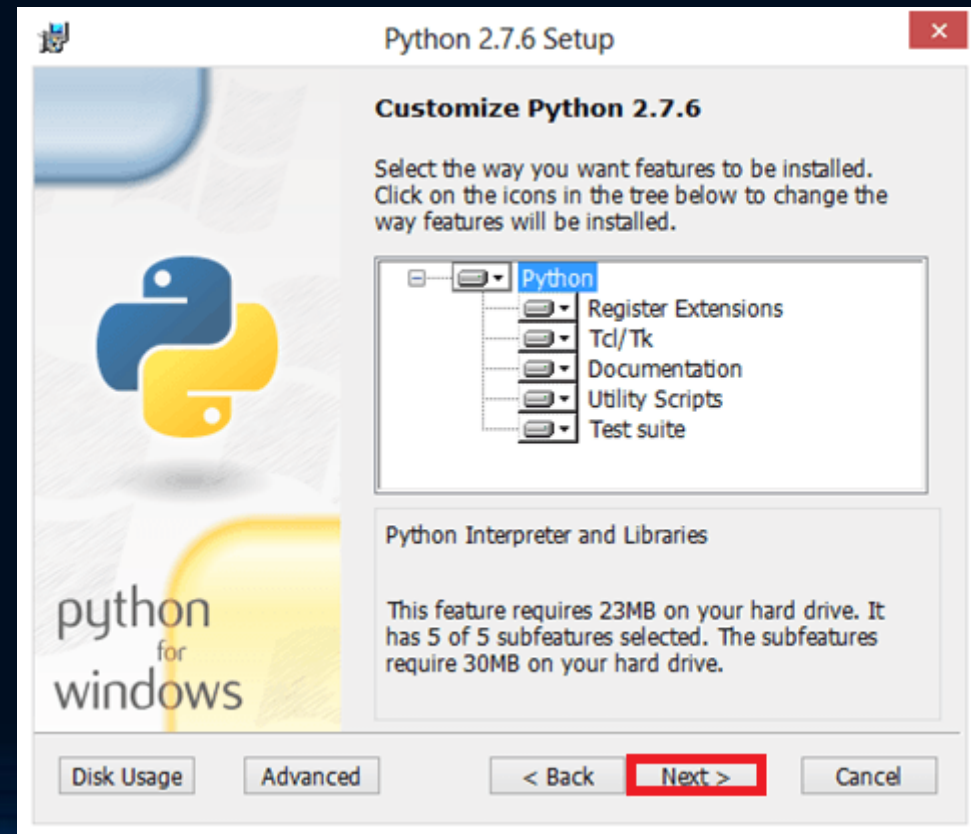 Python 2.7.6 Setup
Customize Python 2.7.6
Select the way you want features to be installed.
Click on the icons in the tree below to change the
way features will be installed.
Python
Register Extensions
Tcl/Tk
Documentation
Utility Scripts
Test suite
Python Interpreter and Libraries
This feature requires 23MB on your hard drive. It
has 5 of 5 subfeatures selected. The subfeatures
require 30MB on your hard drive.
python
for
windows
Disk Usage Advanced < Back Next > Cancel